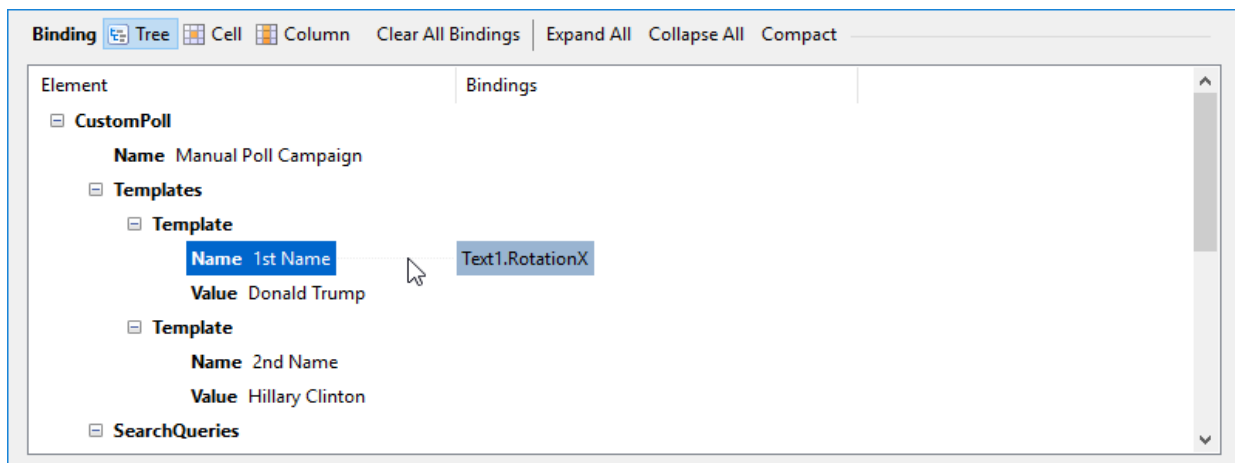 Binding Tree Cell Column Clear All Bindings Expand All Collapse All Compact
Element Bindings
CustomPoll
Name Manual Poll Campaign
Templates
Template
Name 1st Name Text1.RotationX
Value Donald Trump
Template
Name 2nd Name
Value Hillary Clinton
SearchQueries